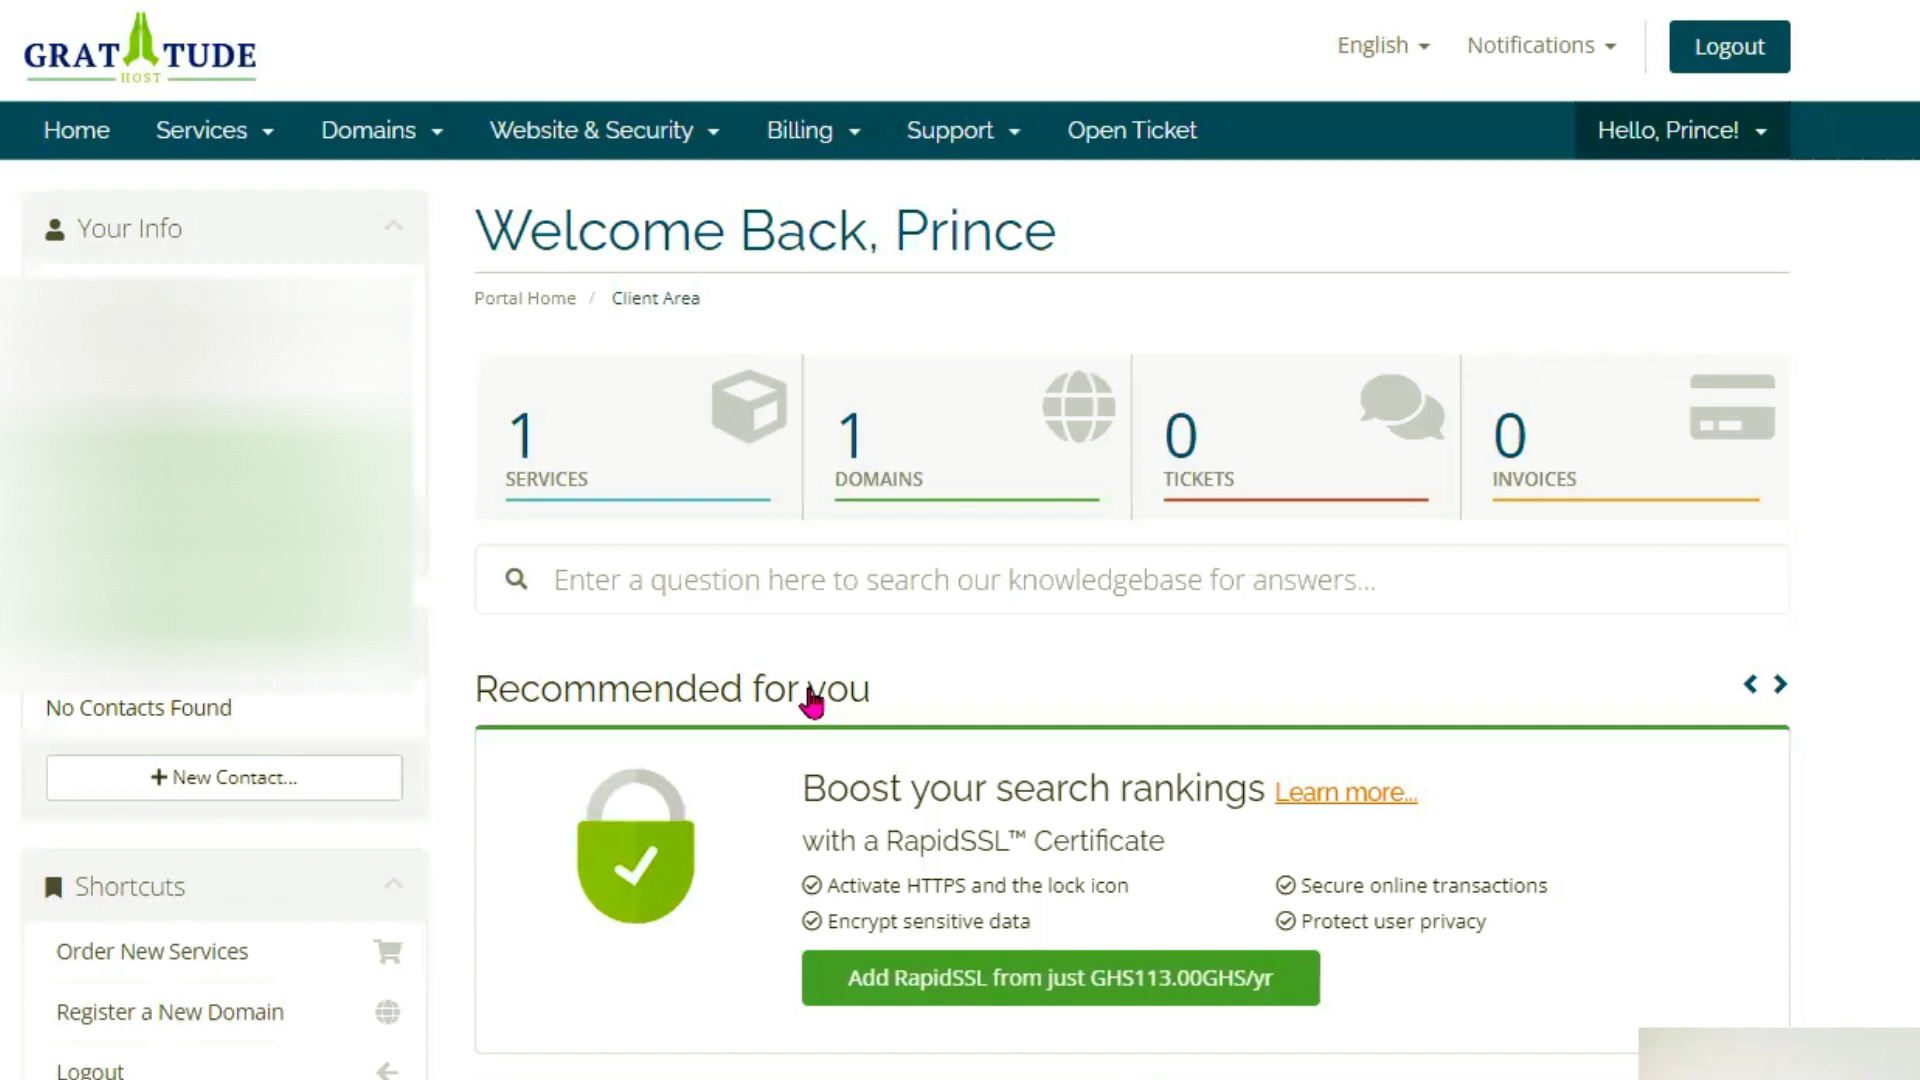 GRATITUDE
HOST
English
Notifications
Logout
Home
Services
Domains
Website & Security
Billing
Support
Open Ticket
Hello, Prince!
Your Info
No Contacts Found
New Contact...
Shortcuts
Order New Services
Register a New Domain
Logout
Welcome Back, Prince
Portal Home / Client Area
1
SERVICES
1
DOMAINS
0
TICKETS
0
INVOICES
Enter a question here to search our knowledgebase for answers...
Recommended for you
Boost your search rankings Learn more...
with a RapidSSL™ Certificate
Activate HTTPS and the lock icon
Secure online transactions
Encrypt sensitive data
Protect user privacy
Add RapidSSL from just GHS113.00GHS/yr